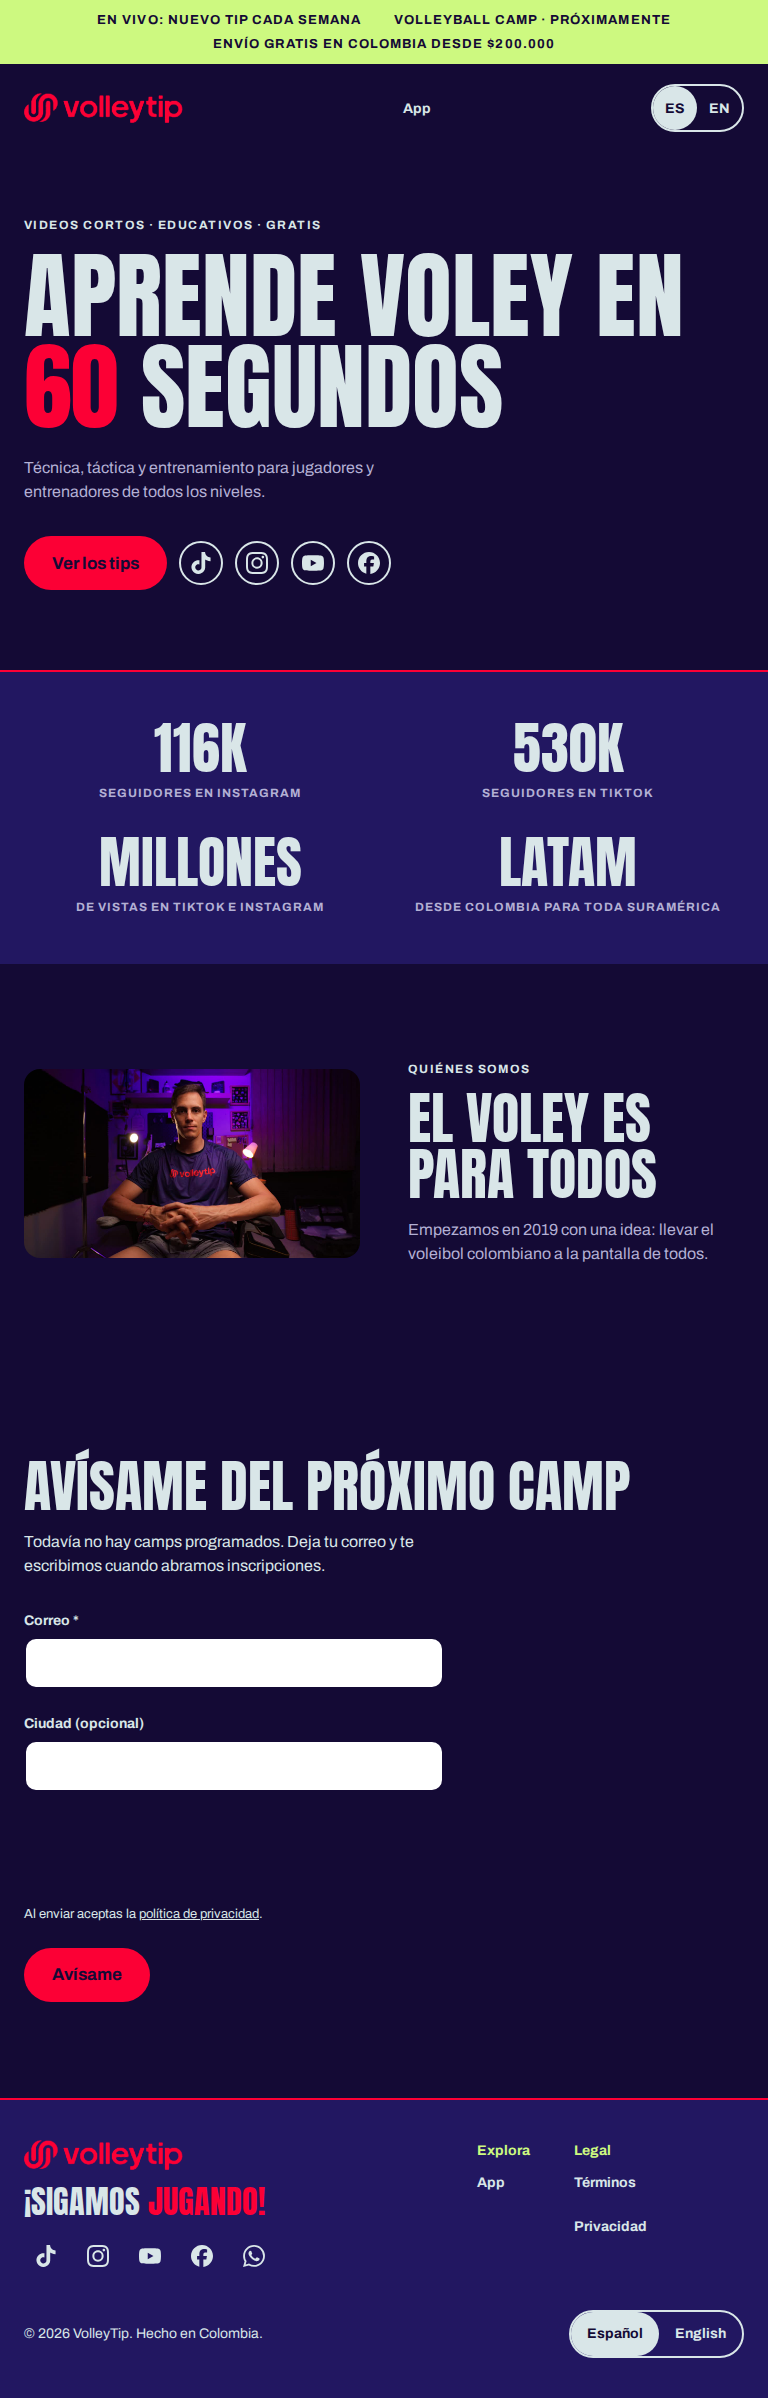 EN VIVO: NUEVO TIP CADA SEMANA VOLLEYBALL CAMP · PRÓXIMAMENTE
ENVÍO GRATIS EN COLOMBIA DESDE $200.000
volleytip App ES EN
VIDEOS CORTOS · EDUCATIVOS · GRATIS
APRENDE VOLEY EN
60 SEGUNDOS
Técnica, táctica y entrenamiento para jugadores y
entrenadores de todos los niveles.
Ver los tips
116K
SEGUIDORES EN INSTAGRAM
530K
SEGUIDORES EN TIKTOK
MILLONES
DE VISTAS EN TIKTOK E INSTAGRAM
LATAM
DESDE COLOMBIA PARA TODA SURAMÉRICA
volleytip
QUIÉNES SOMOS
EL VOLEY ES
PARA TODOS
Empezamos en 2019 con una idea: llevar el
voleibol colombiano a la pantalla de todos.
AVÍSAME DEL PRÓXIMO CAMP
Todavía no hay camps programados. Deja tu correo y te
escribimos cuando abramos inscripciones.
Correo *
Ciudad (opcional)
Al enviar aceptas la política de privacidad.
Avísame
volleytip
¡SIGAMOS JUGANDO!
Explora
App
Legal
Términos
Privacidad
© 2026 VolleyTip. Hecho en Colombia.
Español English